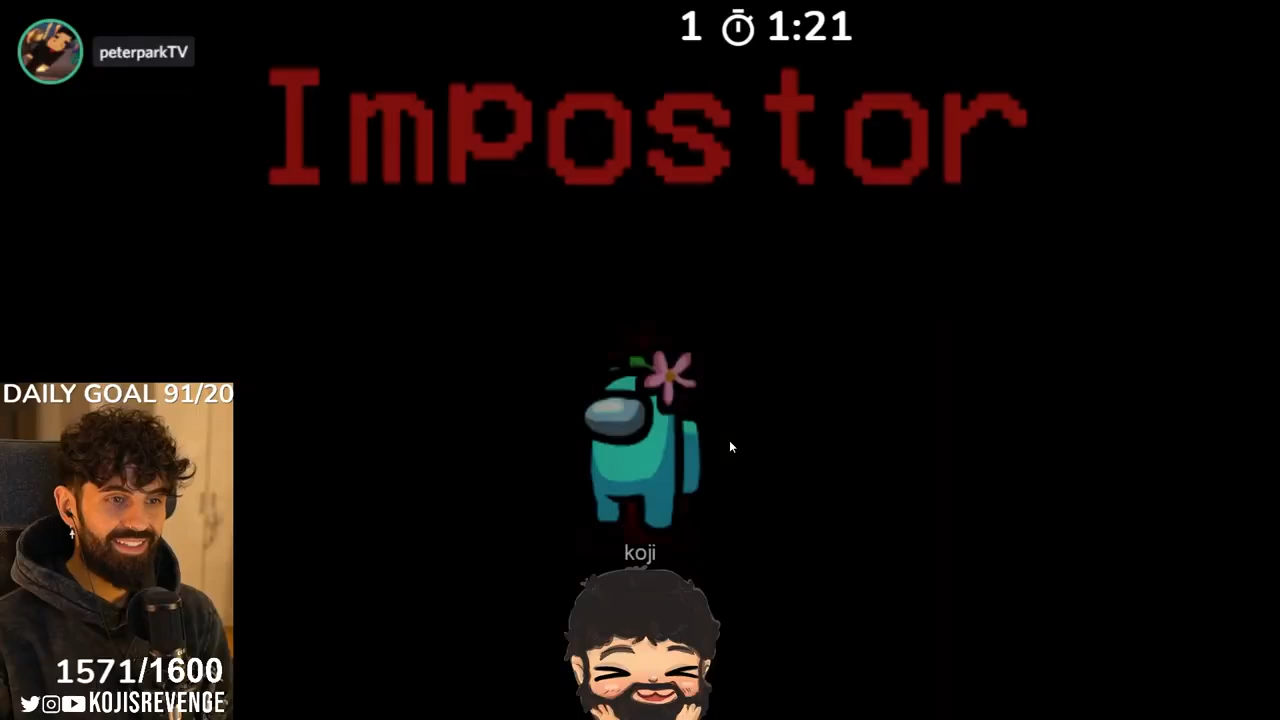 1 1:21
peterparkTV
Impostor
DAILY GOAL 91/20
koji
1571/1600
KOJISREVENGE